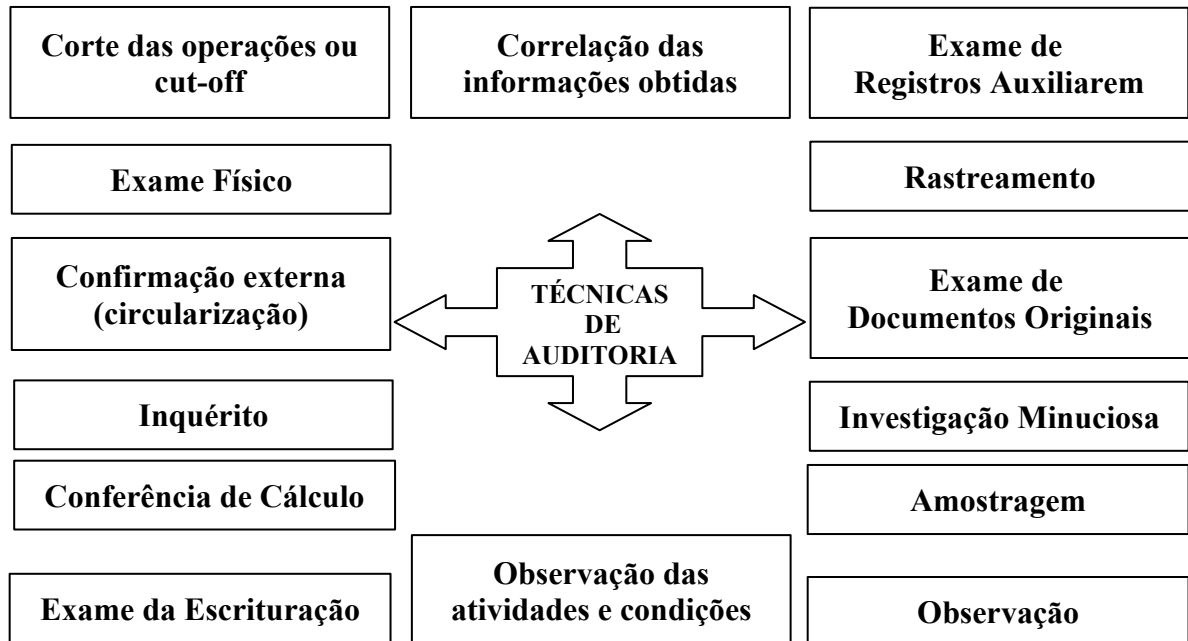 Corte das operações ou
cut-off
Correlação das
informações obtidas
Exame de
Registros Auxiliarem
Exame Físico
Rastreamento
Confirmação externa
(circularização)
TÉCNICAS
DE
AUDITORIA
Exame de
Documentos Originais
Inquérito
Investigação Minuciosa
Conferência de Cálculo
Amostragem
Exame da Escrituração
Observação das
atividades e condições
Observação